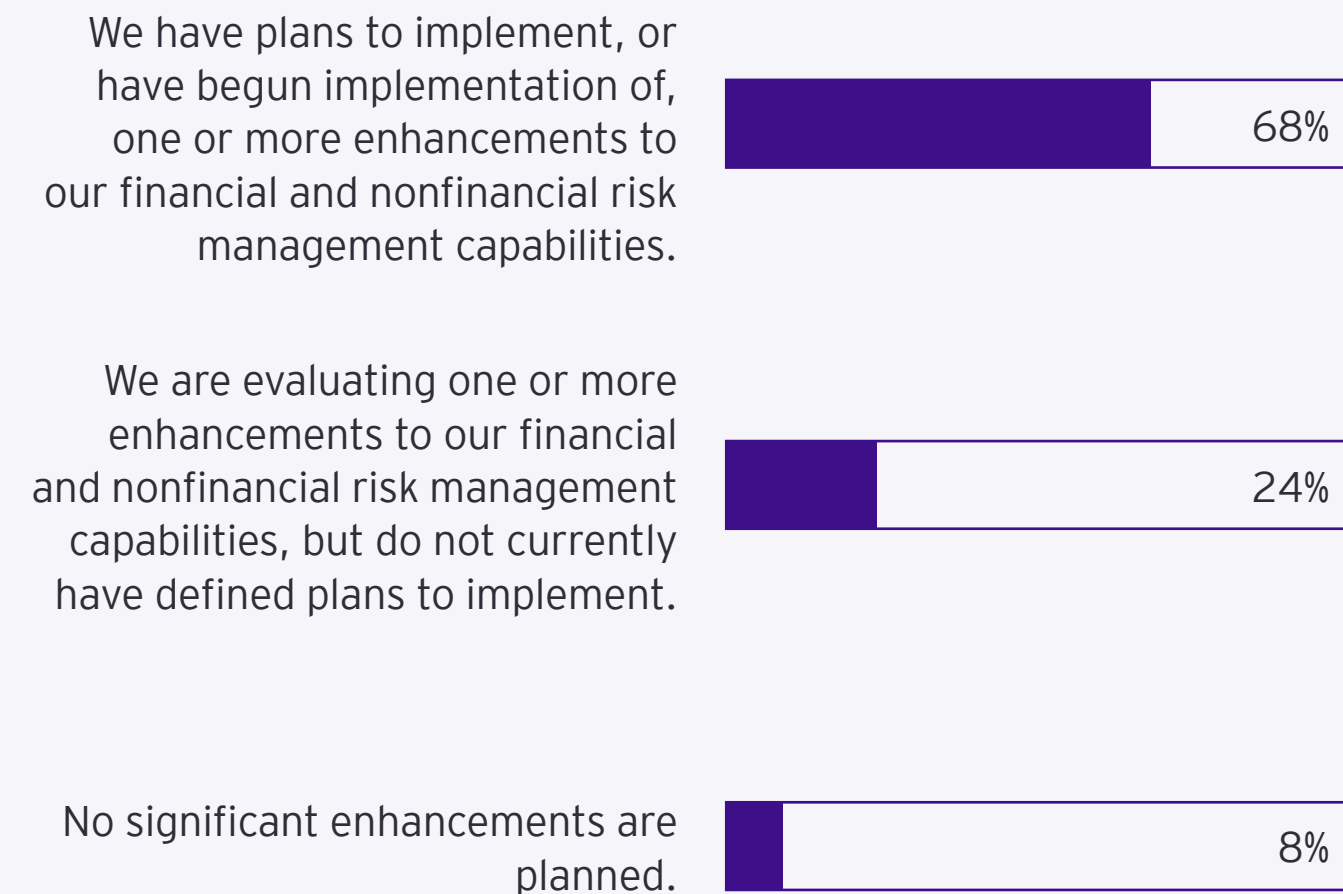 We have plans to implement, or
have begun implementation of,
one or more enhancements to
our financial and nonfinancial risk
management capabilities.
68%
We are evaluating one or more
enhancements to our financial
and nonfinancial risk management
capabilities, but do not currently
have defined plans to implement.
24%
No significant enhancements are
planned.
8%